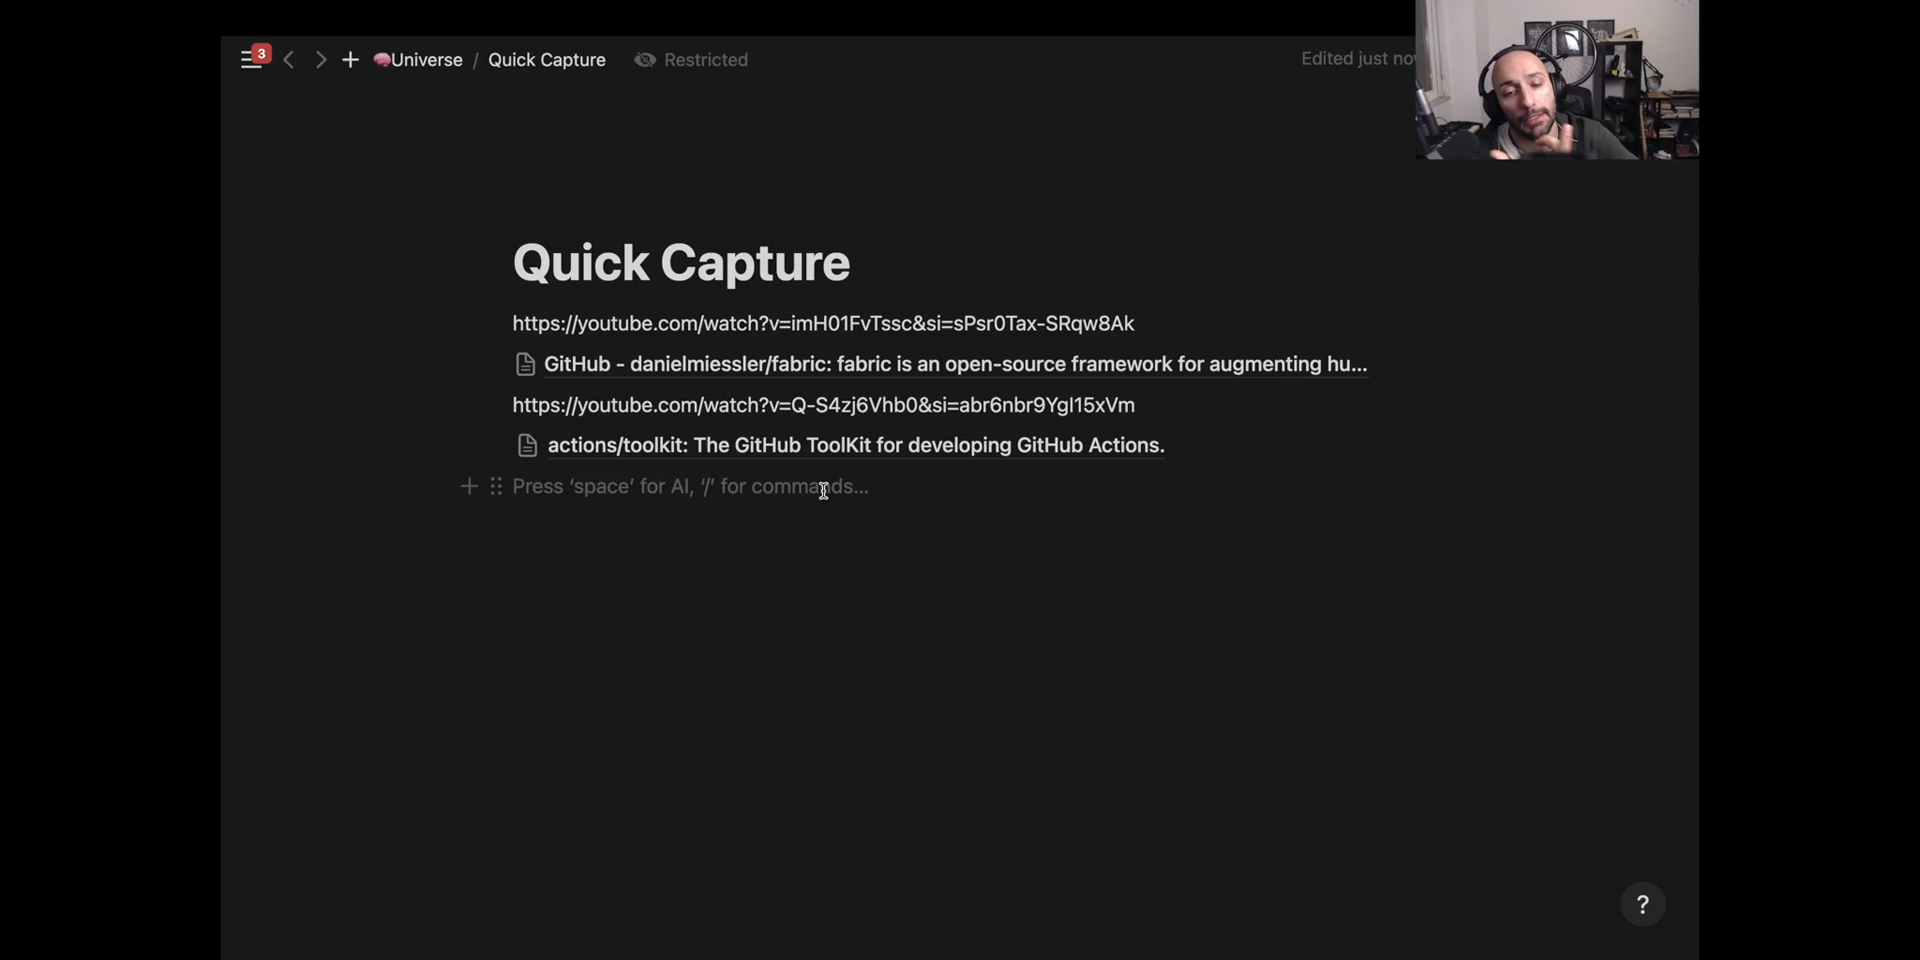 3
🧠Universe / Quick Capture Restricted
Edited just now
Quick Capture
https://youtube.com/watch?v=imH01FvTssc&si=sPsr0Tax-SRqw8Ak
GitHub - danielmiessler/fabric: fabric is an open-source framework for augmenting hu...
https://youtube.com/watch?v=Q-S4zj6Vhb0&si=abr6nbr9Ygl15xVm
actions/toolkit: The GitHub ToolKit for developing GitHub Actions.
Press ‘space’ for AI, ‘/’ for commands...
?